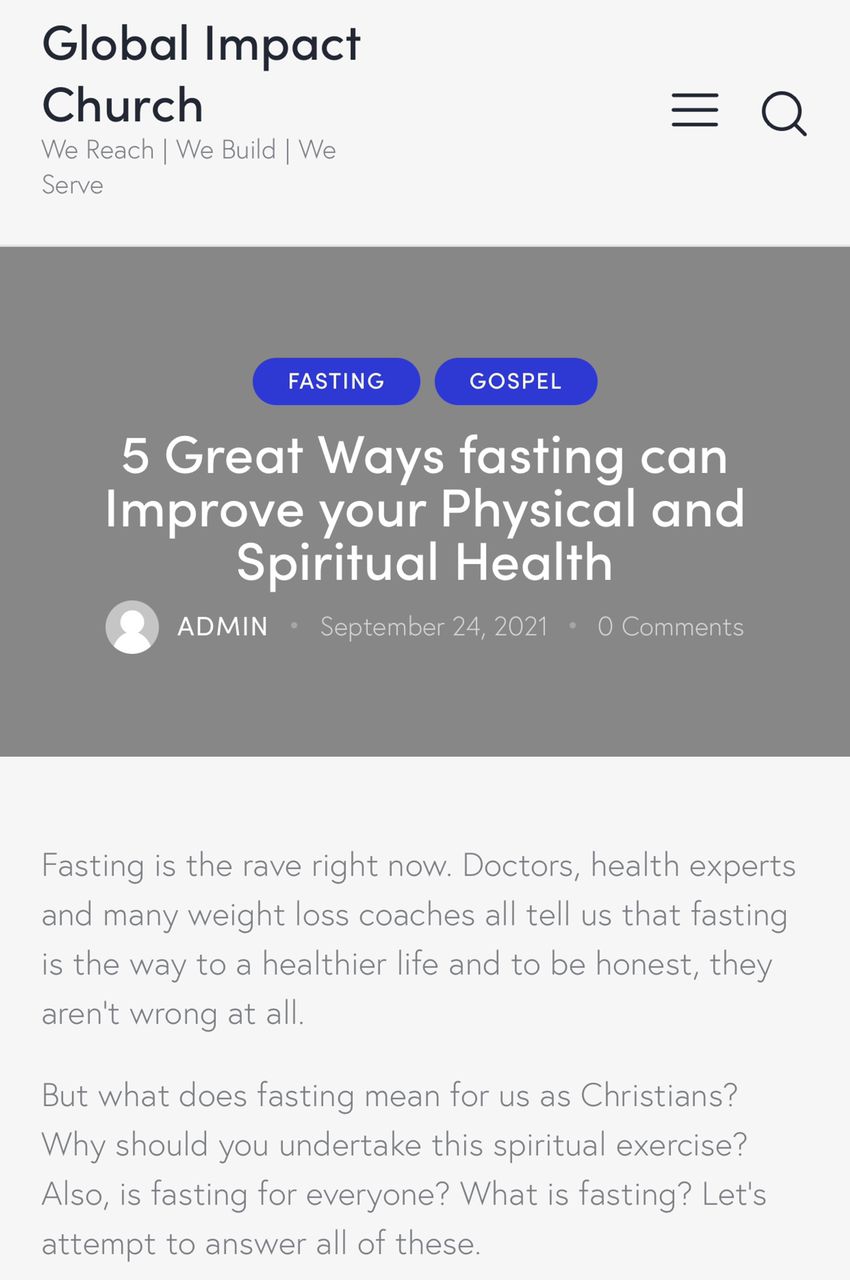 Global Impact
Church
We Reach | We Build | We
Serve
FASTING GOSPEL
5 Great Ways fasting can
Improve your Physical and
Spiritual Health
ADMIN • September 24, 2021 • 0 Comments
Fasting is the rave right now. Doctors, health experts
and many weight loss coaches all tell us that fasting
is the way to a healthier life and to be honest, they
aren't wrong at all.
But what does fasting mean for us as Christians?
Why should you undertake this spiritual exercise?
Also, is fasting for everyone? What is fasting? Let's
attempt to answer all of these.